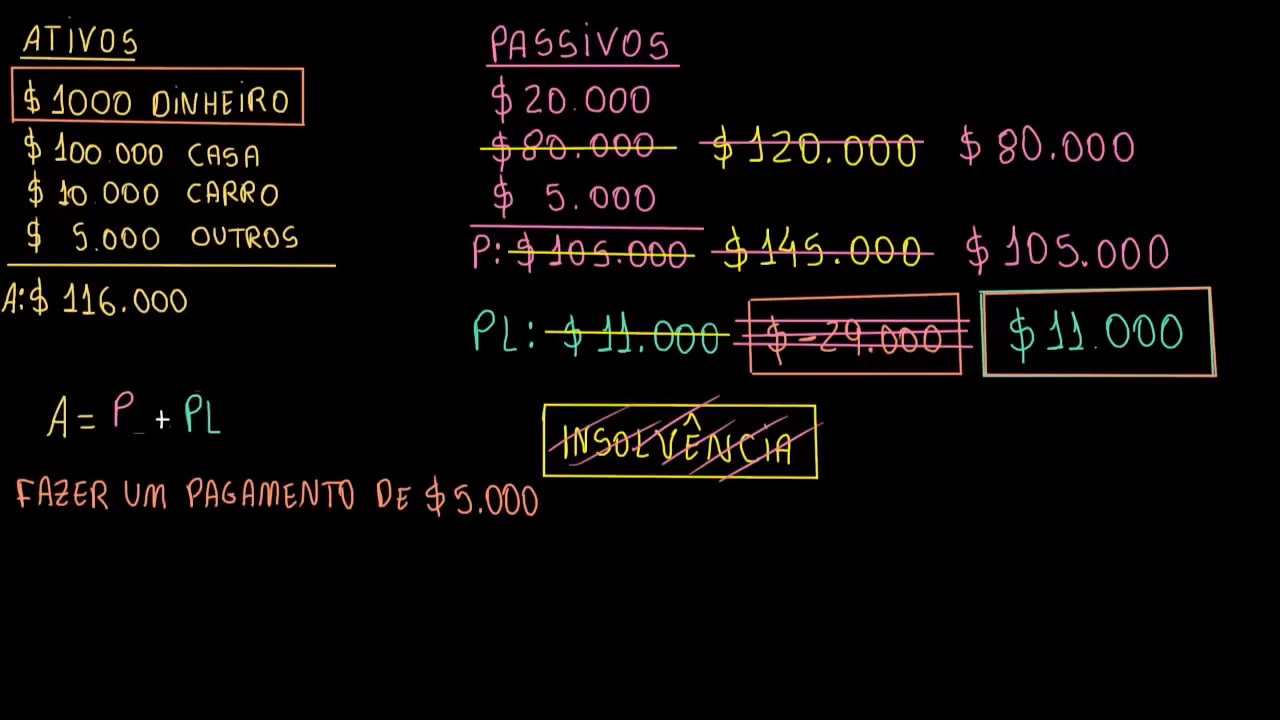 ATIVOS
$ 1000 DINHEIRO
$ 100.000 CASA
$ 10.000 CARRO
$ 5.000 OUTROS
A: $ 116.000
PASSIVOS
$ 20.000
$ 80.000 $ 120.000 $ 80.000
$ 5.000
P: $ 105.000 $ 145.000 $ 105.000
PL: $ 11.000 $ -29.000 $ 11.000
INSOLVÊNCIA
A = P + PL
FAZER UM PAGAMENTO DE $ 5.000